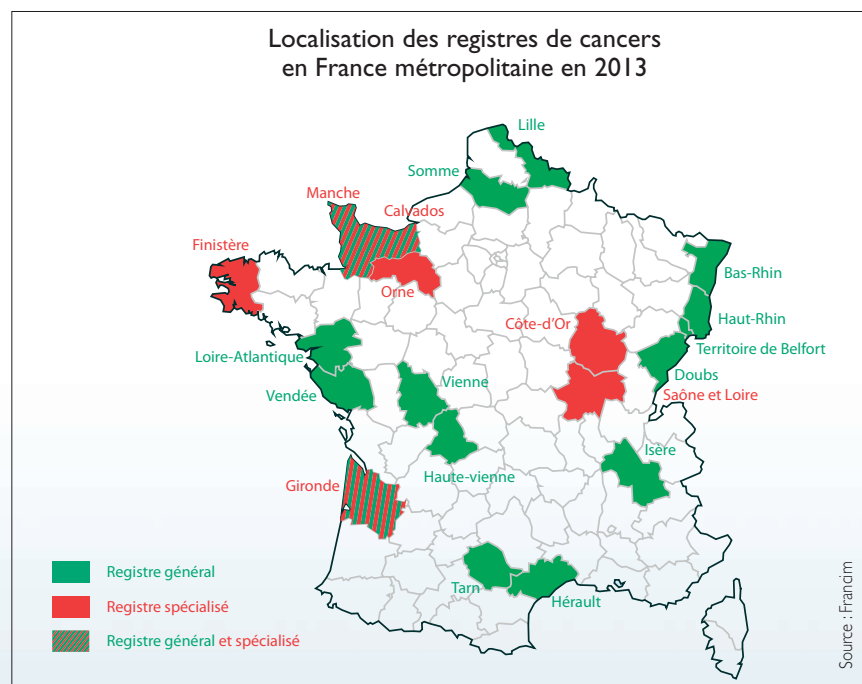 Localisation des registres de cancers
en France métropolitaine en 2013
Lille
Somme
Manche
Calvados
Finistère
Orne
Bas-Rhin
Haut-Rhin
Côte-d'Or
Territoire de Belfort
Loire-Atlantique
Doubs
Vienne
Saône et Loire
Vendée
Isère
Haute-vienne
Gironde
Tarn
Hérault
Registre général
Registre spécialisé
Registre général et spécialisé
Source : Francim